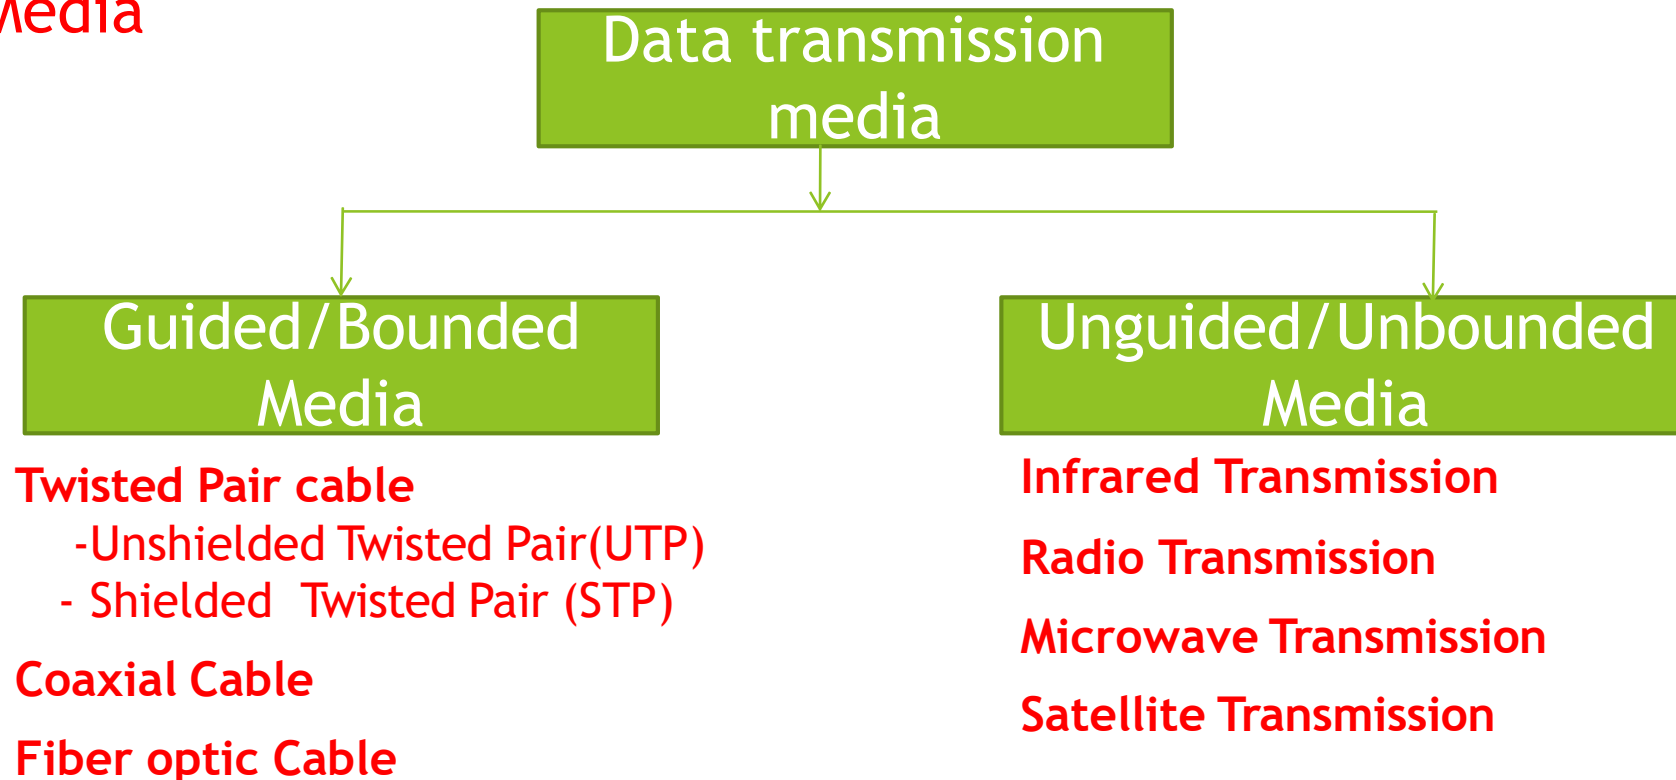 Media
Data transmission
media
Guided/Bounded
Media
Unguided/Unbounded
Media
Twisted Pair cable
-Unshielded Twisted Pair(UTP)
- Shielded Twisted Pair (STP)
Coaxial Cable
Fiber optic Cable
Infrared Transmission
Radio Transmission
Microwave Transmission
Satellite Transmission